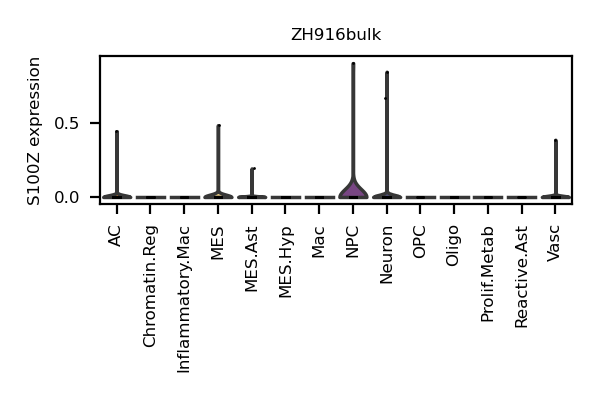 ZH916bulk
S100Z expression
0.5
0.0
AC
Chromatin.Reg
Inflammatory.Mac
MES
MES.Ast
MES.Hyp
Mac
NPC
Neuron
OPC
Oligo
Prolif.Metab
Reactive.Ast
Vasc